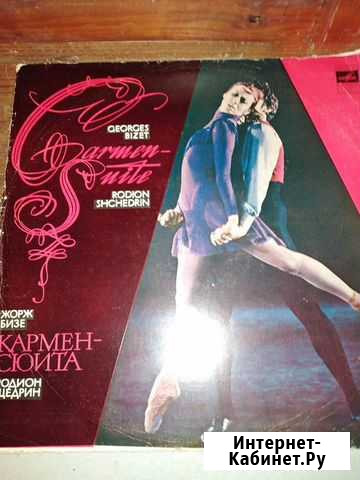 GEORGES
BIZET
Carmen-
Suite
RODION
SHCHEDRIN
ЖОРЖ
БИЗЕ
КАРМЕН-
СЮИТА
РОДИОН
ЩЕДРИН
Интернет-
Кабинет.Ру